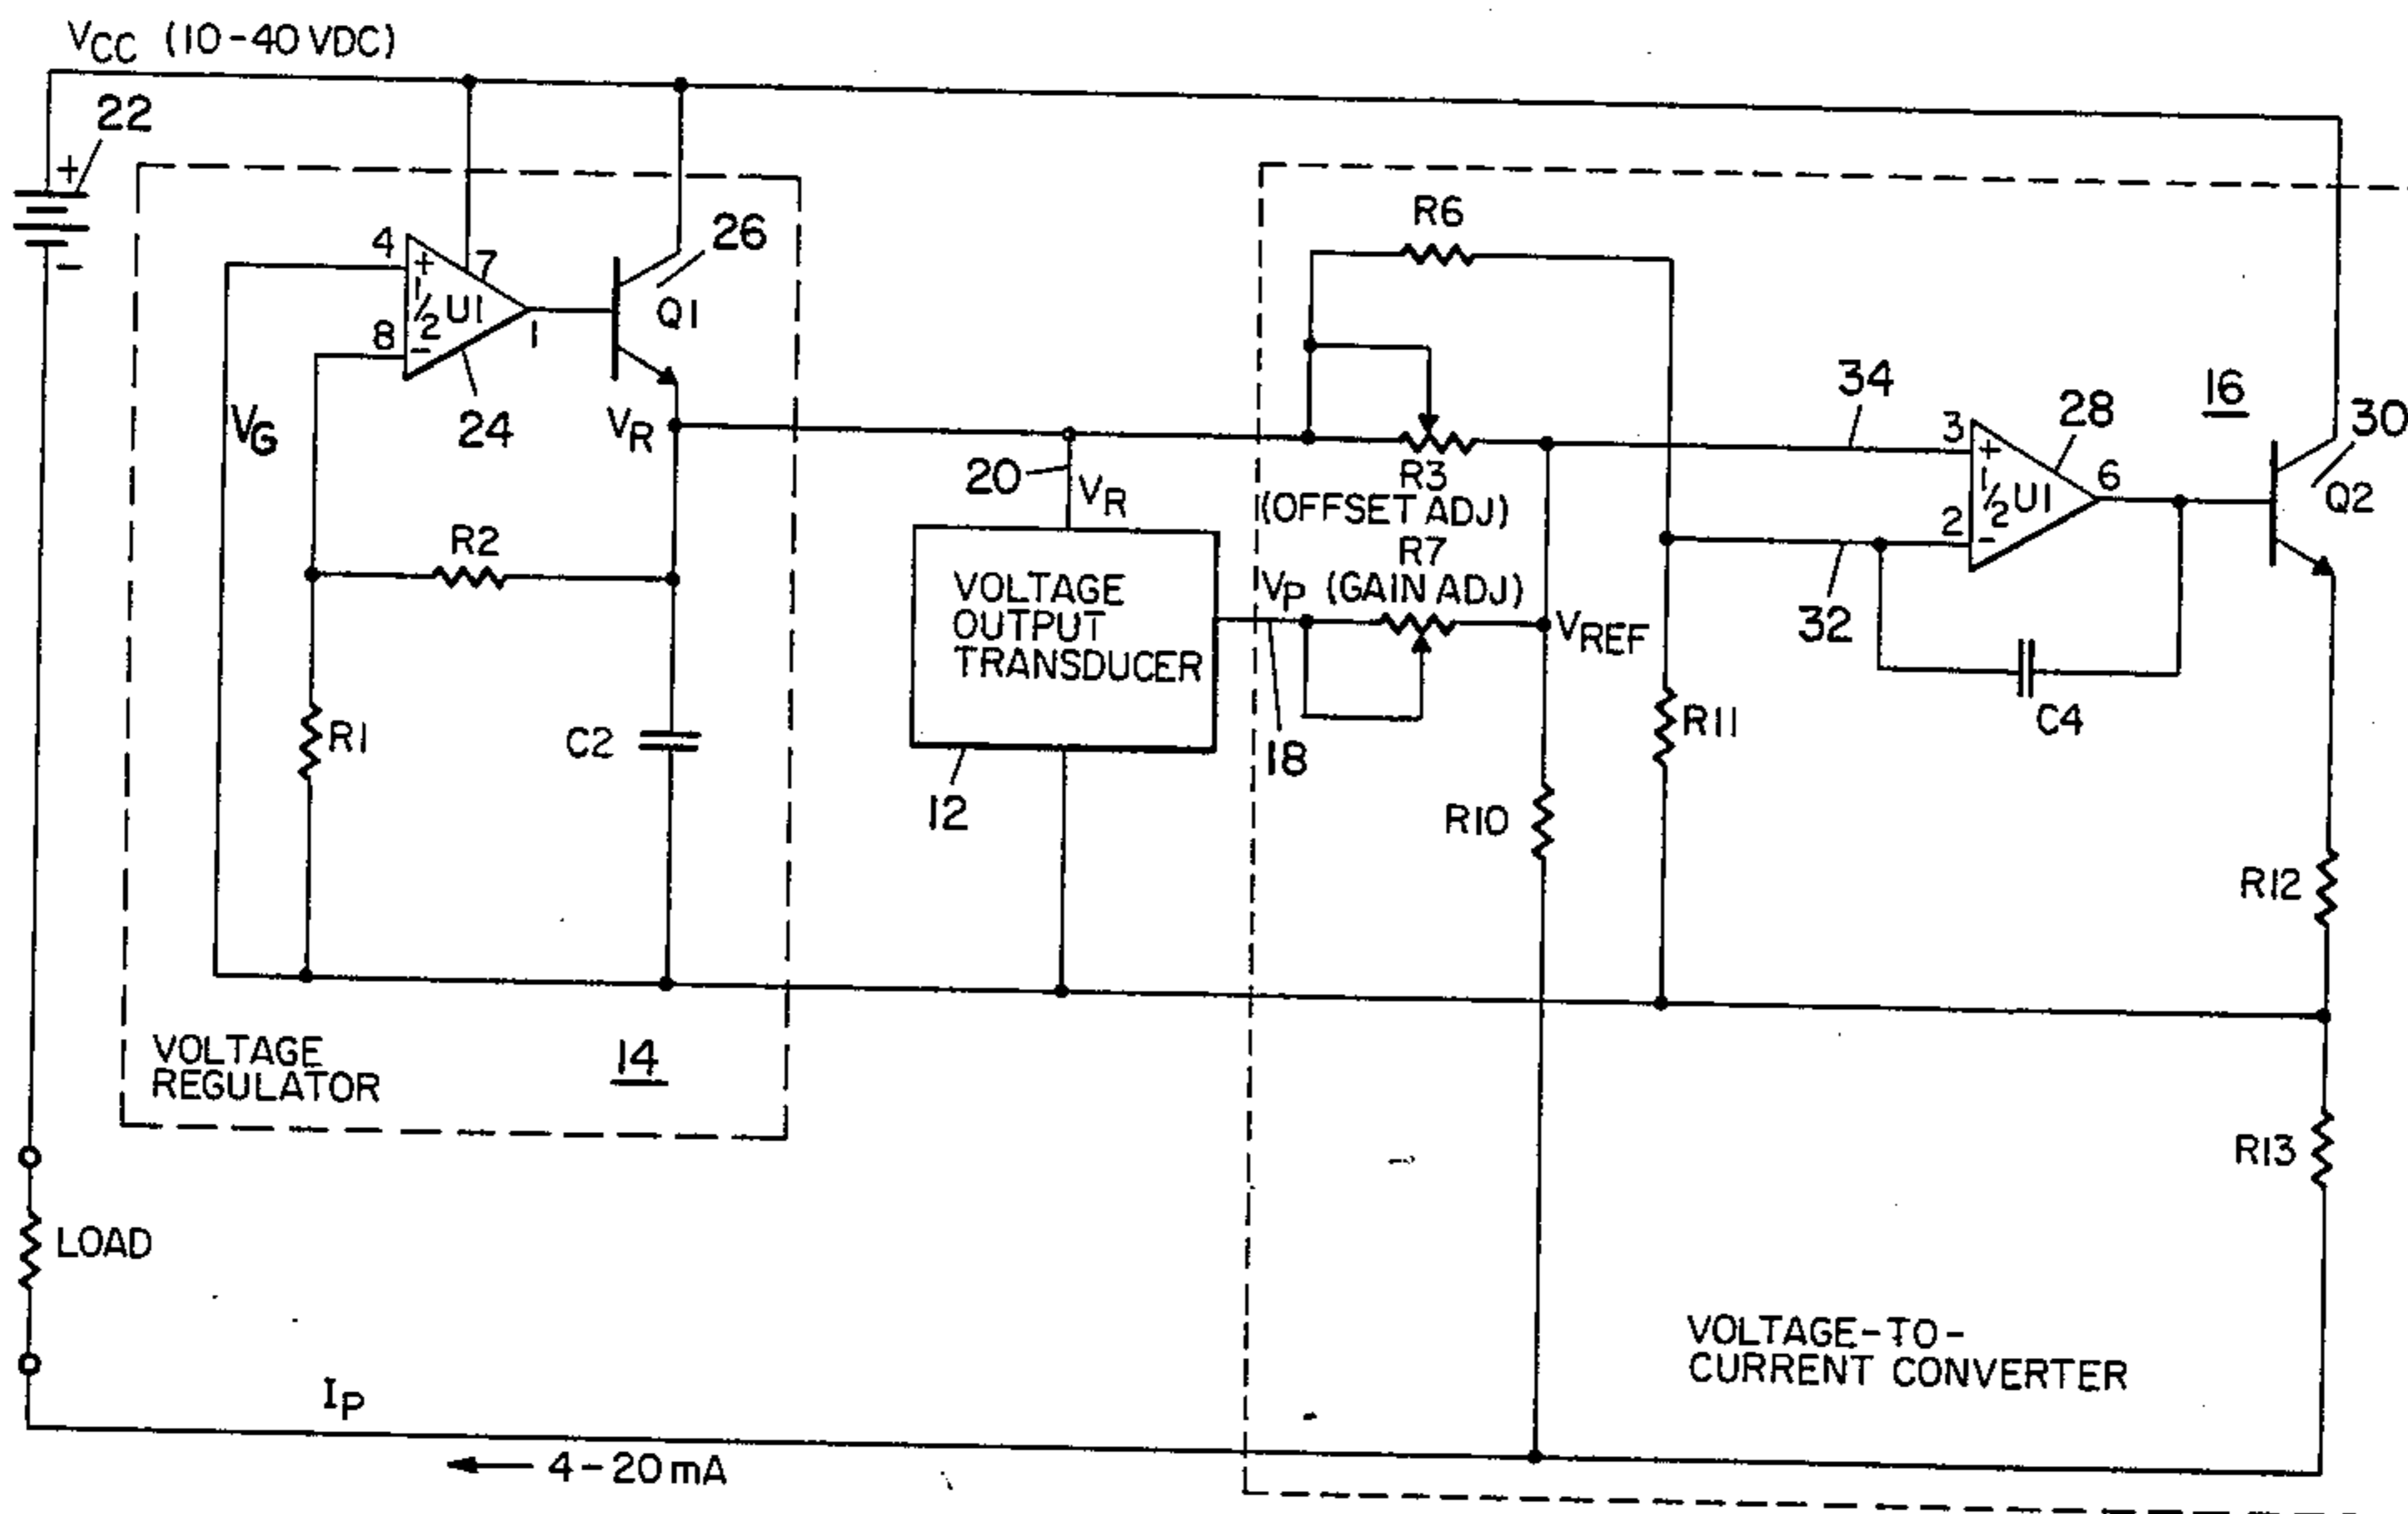 VCC (10-40 VDC)
22
+
-
4
+
7
1/2 U1
8
-
1
24
26
Q1
VG
VR
R2
R1
C2
VOLTAGE
REGULATOR
14
20
VR
VOLTAGE
OUTPUT
TRANSDUCER
12
R6
R3
(OFFSET ADJ)
R7
VP (GAIN ADJ)
18
VREF
R10
R11
34
32
3
+
1/2 U1
2
-
6
28
16
30
Q2
C4
R12
R13
LOAD
IP
4-20 mA
VOLTAGE-TO-
CURRENT CONVERTER